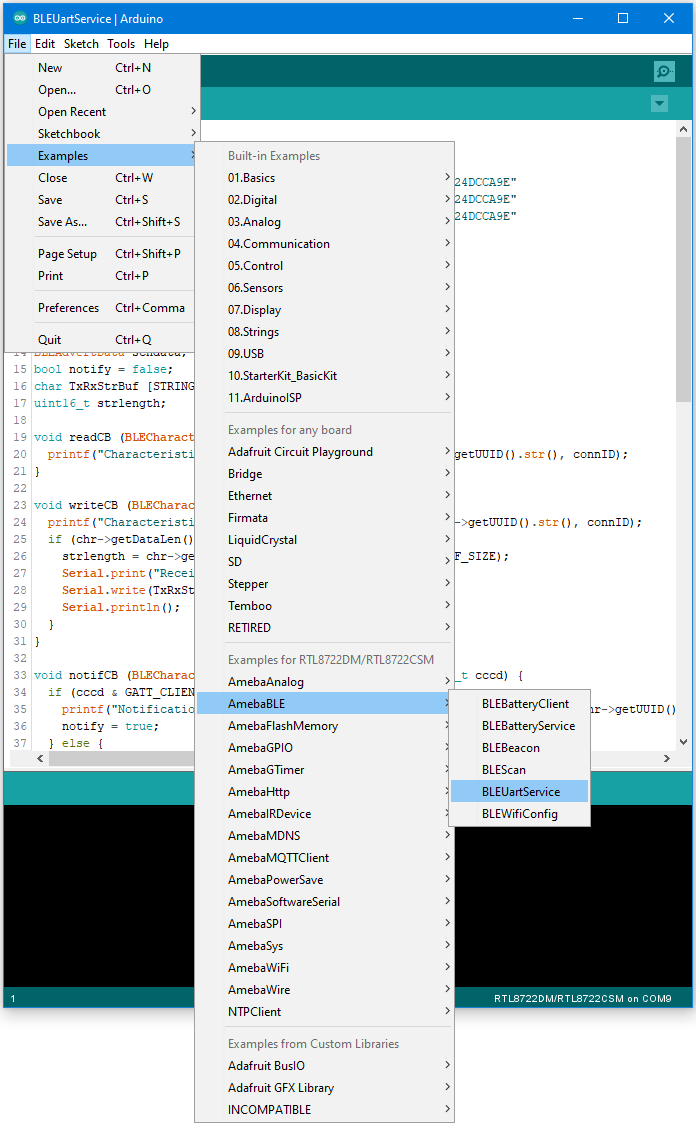 BLEUartService | Arduino
File Edit Sketch Tools Help
New Ctrl+N
Open... Ctrl+O
Open Recent
Sketchbook
Examples
Close Ctrl+W
Save Ctrl+S
Save As... Ctrl+Shift+S
Page Setup Ctrl+Shift+P
Print Ctrl+P
Preferences Ctrl+Comma
Quit Ctrl+Q
Built-in Examples
01.Basics
02.Digital
03.Analog
04.Communication
05.Control
06.Sensors
07.Display
08.Strings
09.USB
10.StarterKit_BasicKit
11.ArduinoISP
Examples for any board
Adafruit Circuit Playground
Bridge
Ethernet
Firmata
LiquidCrystal
SD
Stepper
Temboo
RETIRED
Examples for RTL8722DM/RTL8722CSM
AmebaAnalog
AmebaBLE
AmebaFlashMemory
AmebaGPIO
AmebaGTimer
AmebaHttp
AmebaIRDevice
AmebaMDNS
AmebaMQTTClient
AmebaPowerSave
AmebaSoftwareSerial
AmebaSPI
AmebaSys
AmebaWiFi
AmebaWire
NTPClient
Examples from Custom Libraries
Adafruit BusIO
Adafruit GFX Library
INCOMPATIBLE
BLEBatteryClient
BLEBatteryService
BLEBeacon
BLEScan
BLEUartService
BLEWifiConfig
24DCCA9E"
24DCCA9E"
24DCCA9E"
14 BLEAdvertData scndata;
15 bool notify = false;
16 char TxRxStrBuf [STRING
17 uint16_t strlength;
18
19 void readCB (BLECharact
20 printf("Characteristi getUUID().str(), connID);
21 }
22
23 void writeCB (BLECharac
24 printf("Characteristi ->getUUID().str(), connID);
25 if (chr->getDataLen()
26 strlength = chr->ge F_SIZE);
27 Serial.print("Recei
28 Serial.write(TxRxSt
29 Serial.println();
30 }
31 }
32
33 void notifCB (BLECharac _t cccd) {
34 if (cccd & GATT_CLIEN
35 printf("Notificatio hr->getUUID()
36 notify = true;
37 } else {
1 RTL8722DM/RTL8722CSM on COM9